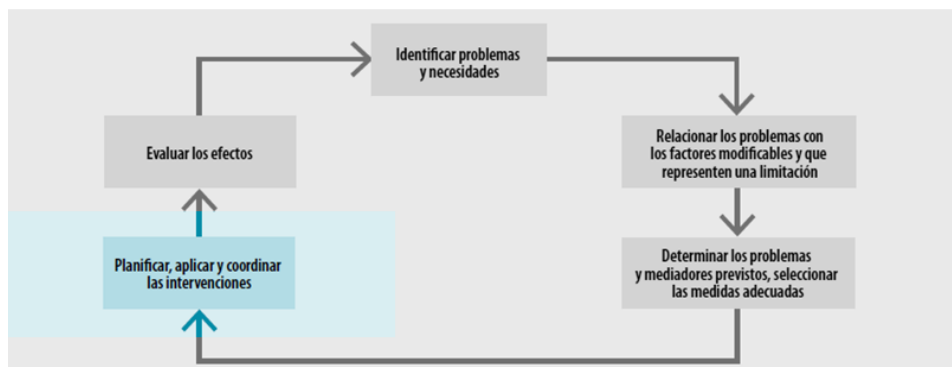 Identificar problemas
y necesidades
Relacionar los problemas con
los factores modificables y que
representen una limitación
Determinar los problemas
y mediadores previstos, seleccionar
las medidas adecuadas
Planificar, aplicar y coordinar
las intervenciones
Evaluar los efectos